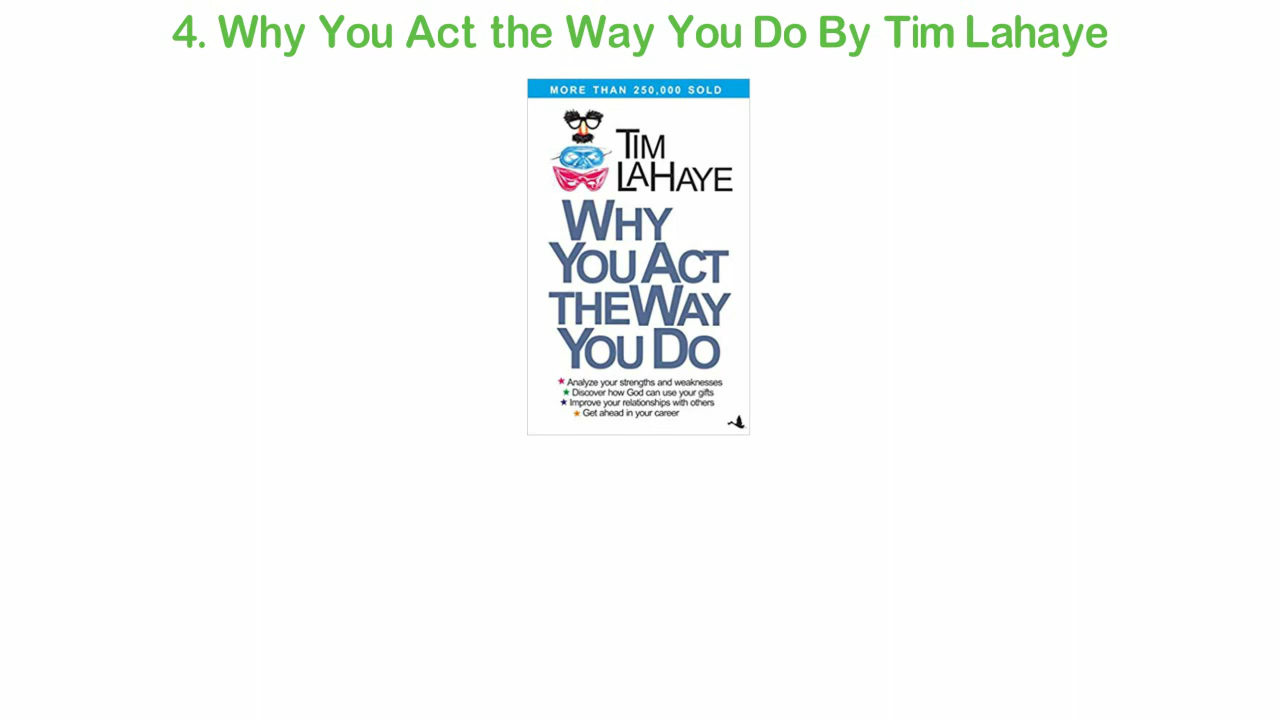 4. Why You Act the Way You Do By Tim Lahaye
MORE THAN 250,000 SOLD
TIM
LAHAYE
WHY
YOU ACT
THE WAY
YOU DO
Analyze your strengths and weaknesses
Discover how God can use your gifts
Improve your relationships with others
Get ahead in your career